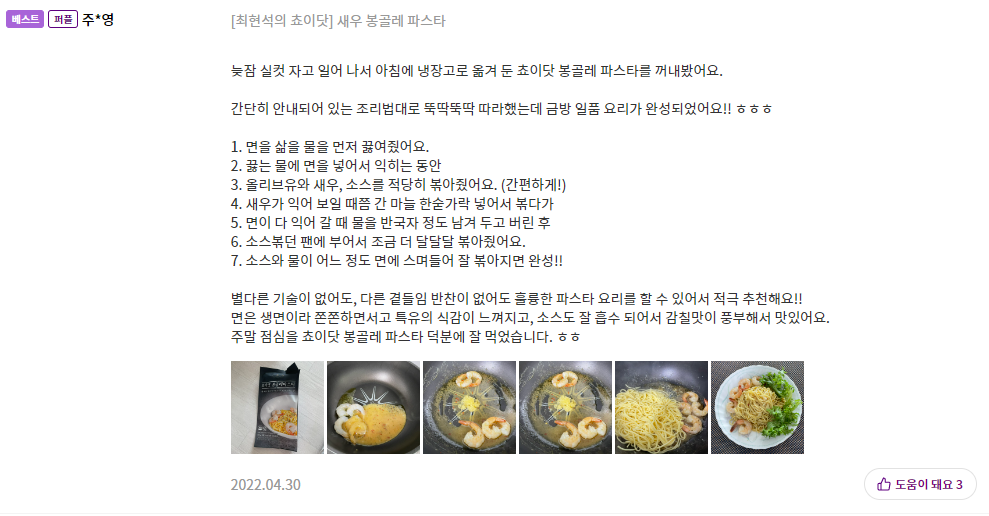 베스트 퍼플 주*영
[최현석의 쵸이닷] 새우 봉골레 파스타
늦잠 실컷 자고 일어 나서 아침에 냉장고로 옮겨 둔 쵸이닷 봉골레 파스타를 꺼내봤어요.
간단히 안내되어 있는 조리법대로 뚝딱뚝딱 따라했는데 금방 일품 요리가 완성되었어요!! ㅎㅎㅎ
1. 면을 삶을 물을 먼저 끓여줬어요.
2. 끓는 물에 면을 넣어서 익히는 동안
3. 올리브유와 새우, 소스를 적당히 볶아줬어요. (간편하게!)
4. 새우가 익어 보일 때쯤 간 마늘 한숟가락 넣어서 볶다가
5. 면이 다 익어 갈 때 물을 반국자 정도 남겨 두고 버린 후
6. 소스볶던 팬에 부어서 조금 더 달달달 볶아줬어요.
7. 소스와 물이 어느 정도 면에 스며들어 잘 볶아지면 완성!!
별다른 기술이 없어도, 다른 곁들임 반찬이 없어도 훌륭한 파스타 요리를 할 수 있어서 적극 추천해요!!
면은 생면이라 쫀쫀하면서고 특유의 식감이 느껴지고, 소스도 잘 흡수 되어서 감칠맛이 풍부해서 맛있어요.
주말 점심을 쵸이닷 봉골레 파스타 덕분에 잘 먹었습니다. ㅎㅎ
2022.04.30
도움이 돼요 3